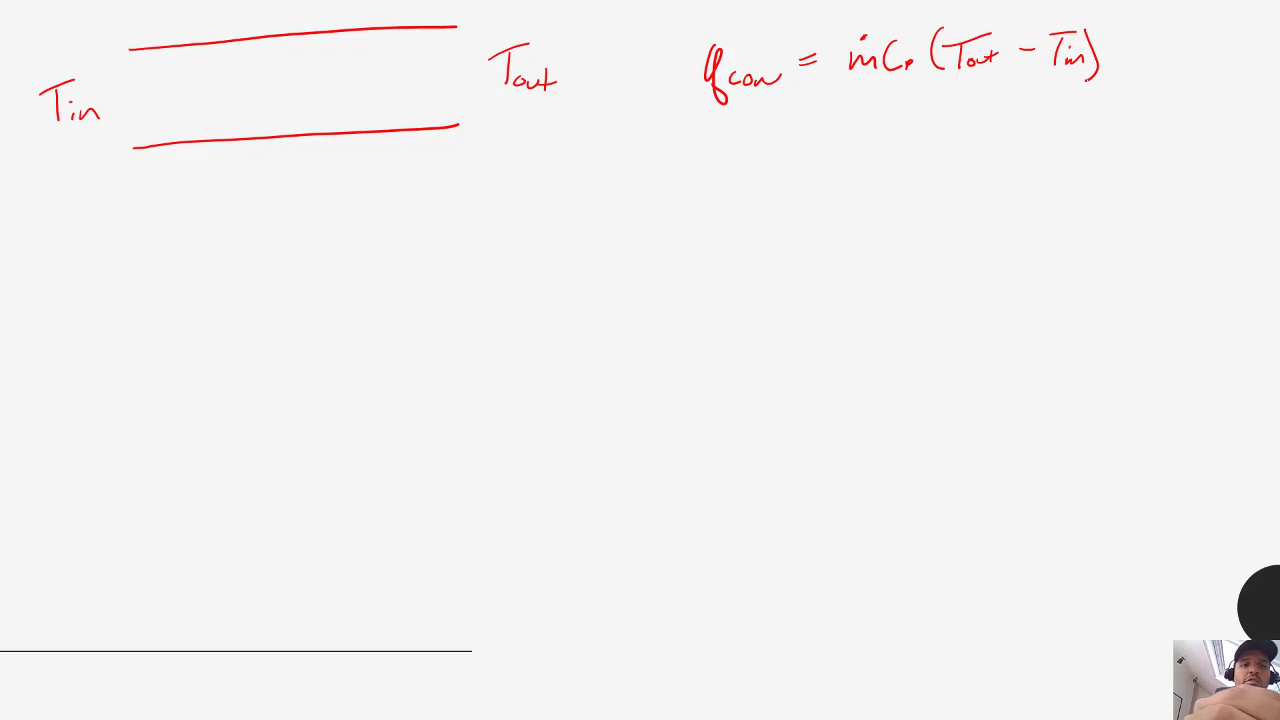 Tin
Tout
qconv = ṁCp (Tout - Tin)